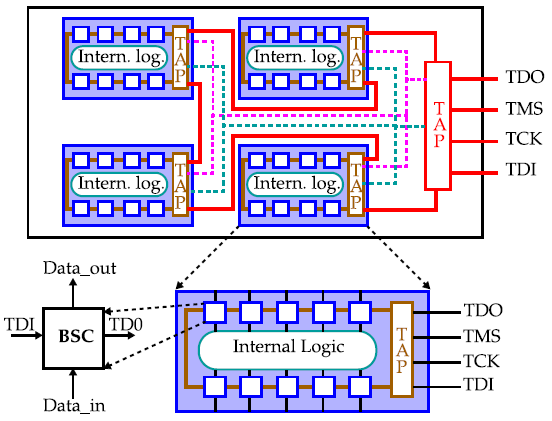 Intern. log.
TAP
Intern. log.
TAP
TAP
TDO
TMS
TCK
TDI
Intern. log.
TAP
Intern. log.
TAP
Data_out
TDI
BSC
TD0
Data_in
Internal Logic
TAP
TDO
TMS
TCK
TDI